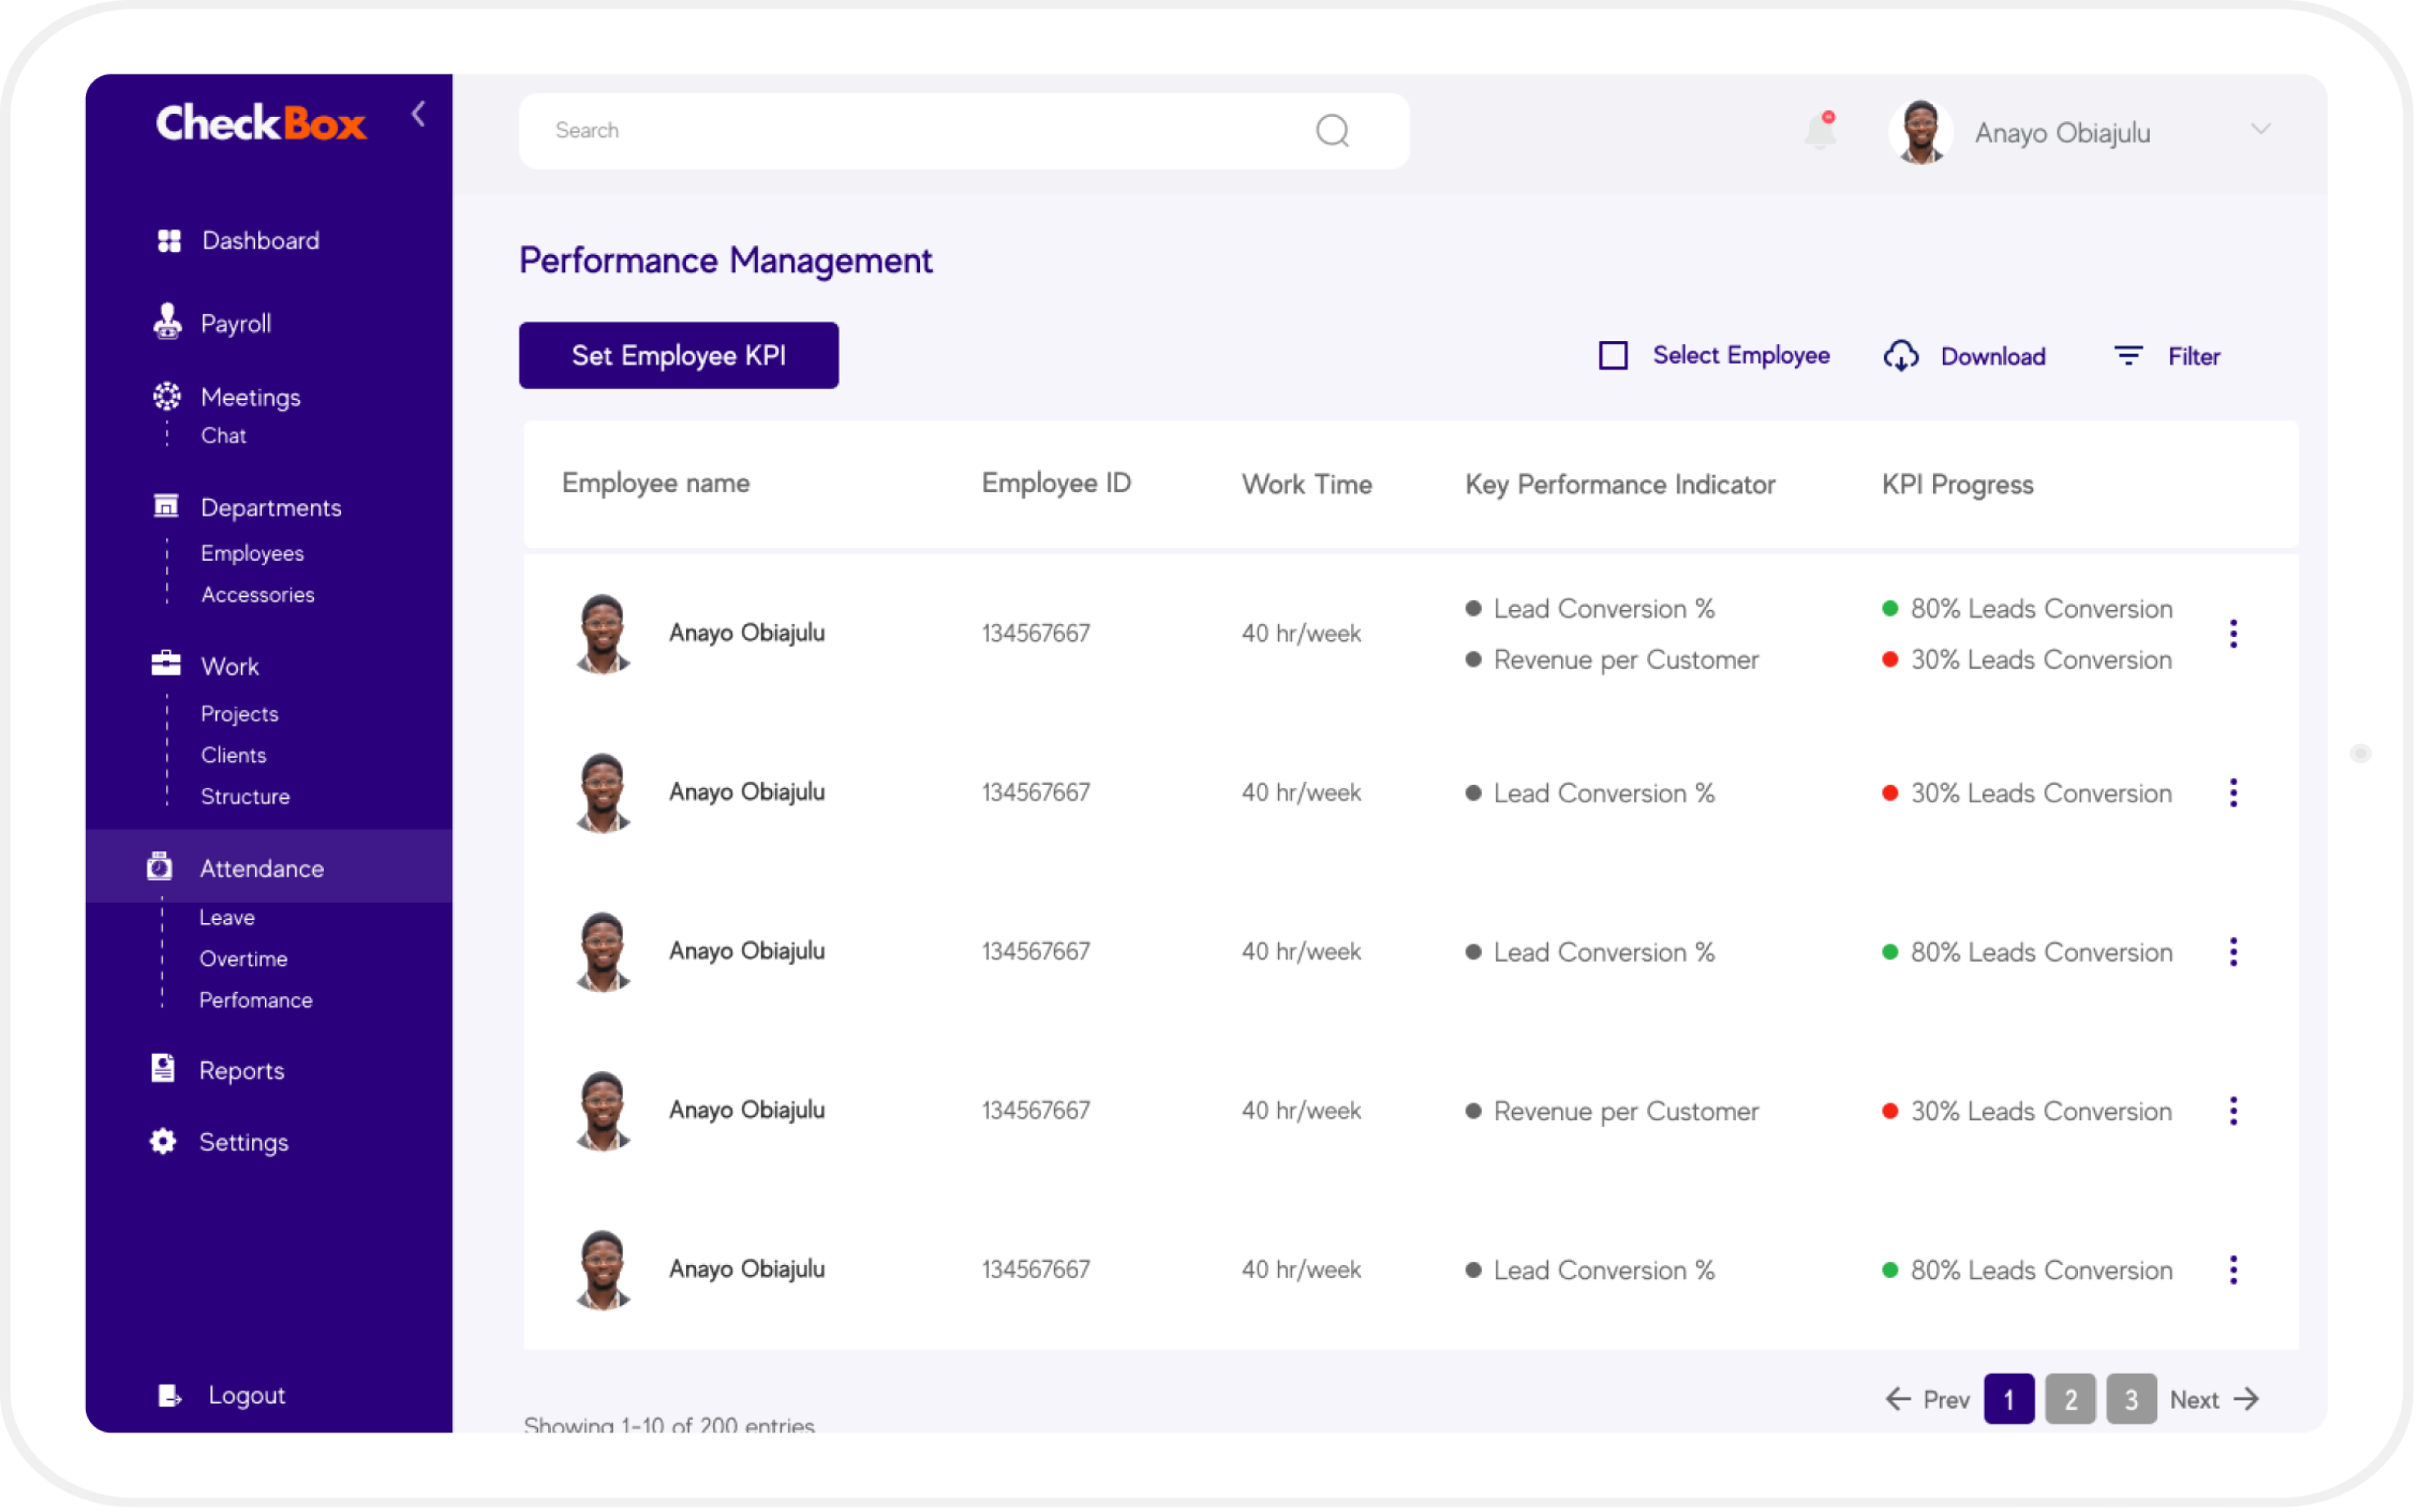 CheckBox
Search
Anayo Obiajulu
Dashboard
Payroll
Meetings
Chat
Departments
Employees
Accessories
Work
Projects
Clients
Structure
Attendance
Leave
Overtime
Perfomance
Reports
Settings
Logout
Performance Management
Set Employee KPI
Select Employee
Download
Filter
Employee name Employee ID Work Time Key Performance Indicator KPI Progress
Anayo Obiajulu 134567667 40 hr/week
Lead Conversion % 80% Leads Conversion
Revenue per Customer 30% Leads Conversion
Anayo Obiajulu 134567667 40 hr/week Lead Conversion % 30% Leads Conversion
Anayo Obiajulu 134567667 40 hr/week Lead Conversion % 80% Leads Conversion
Anayo Obiajulu 134567667 40 hr/week Revenue per Customer 30% Leads Conversion
Anayo Obiajulu 134567667 40 hr/week Lead Conversion % 80% Leads Conversion
Prev 1 2 3 Next
Showing 1-10 of 200 entries